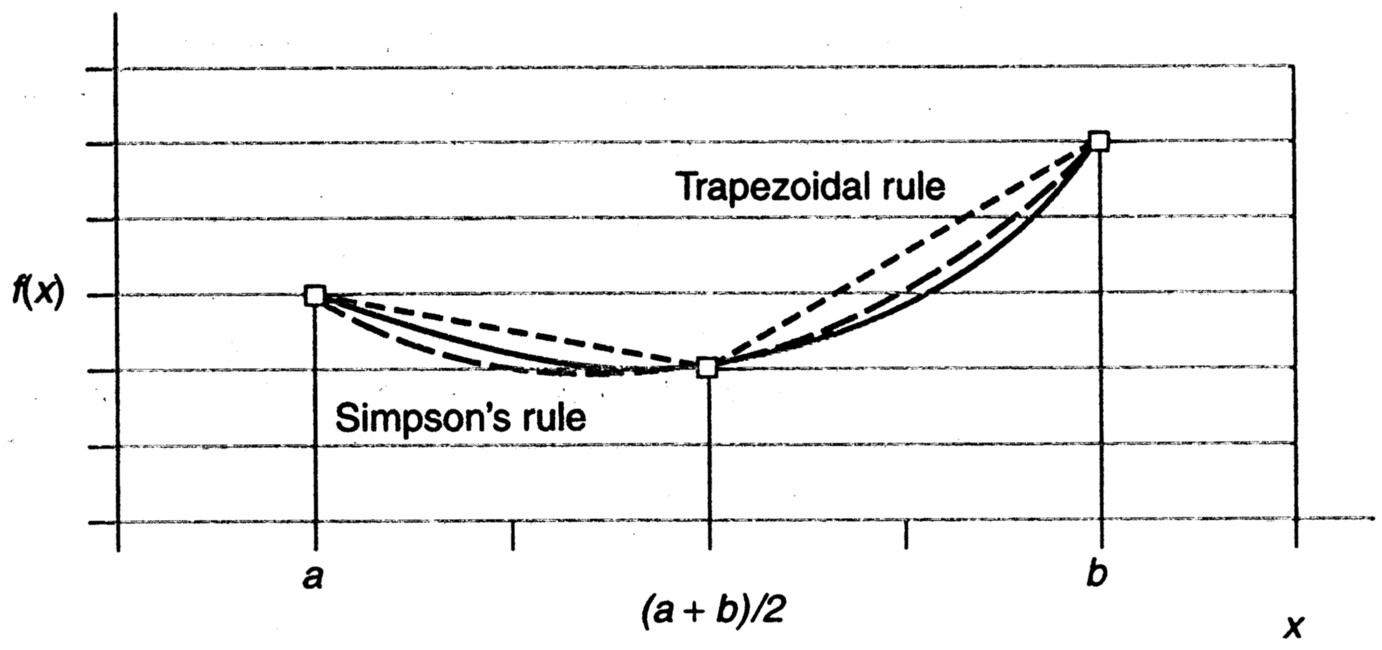 Trapezoidal rule
f(x)
Simpson's rule
a
b
(a + b)/2
x